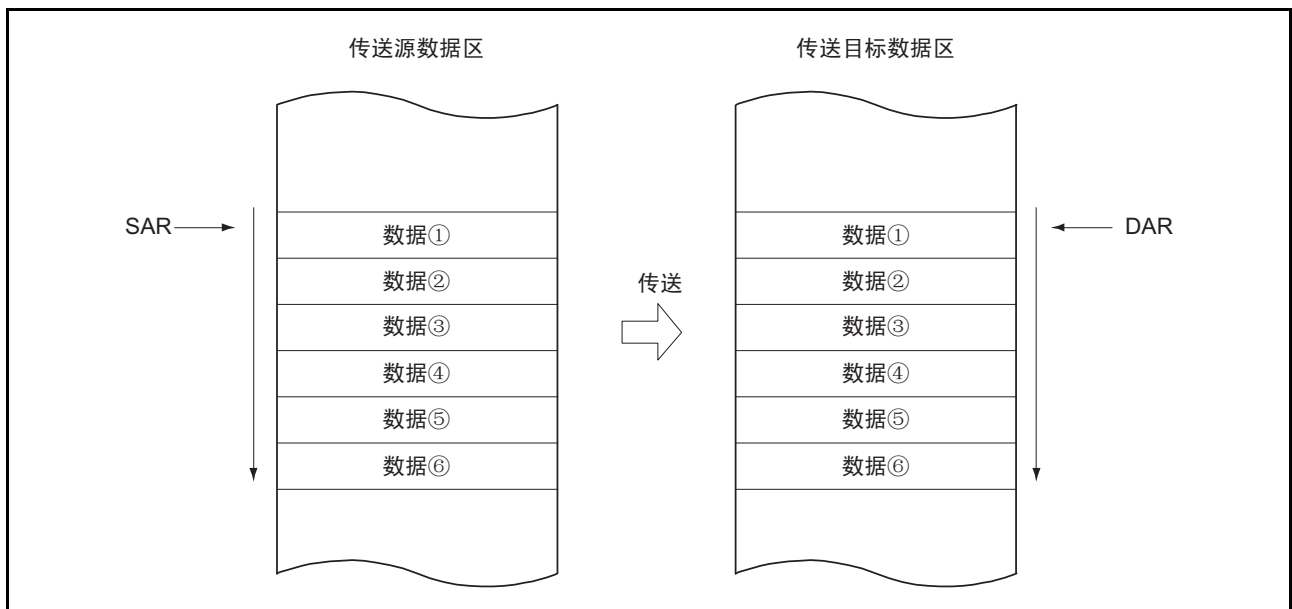 传送源数据区
传送目标数据区
SAR
DAR
数据①
数据①
数据②
数据②
传送
数据③
数据③
数据④
数据④
数据⑤
数据⑤
数据⑥
数据⑥